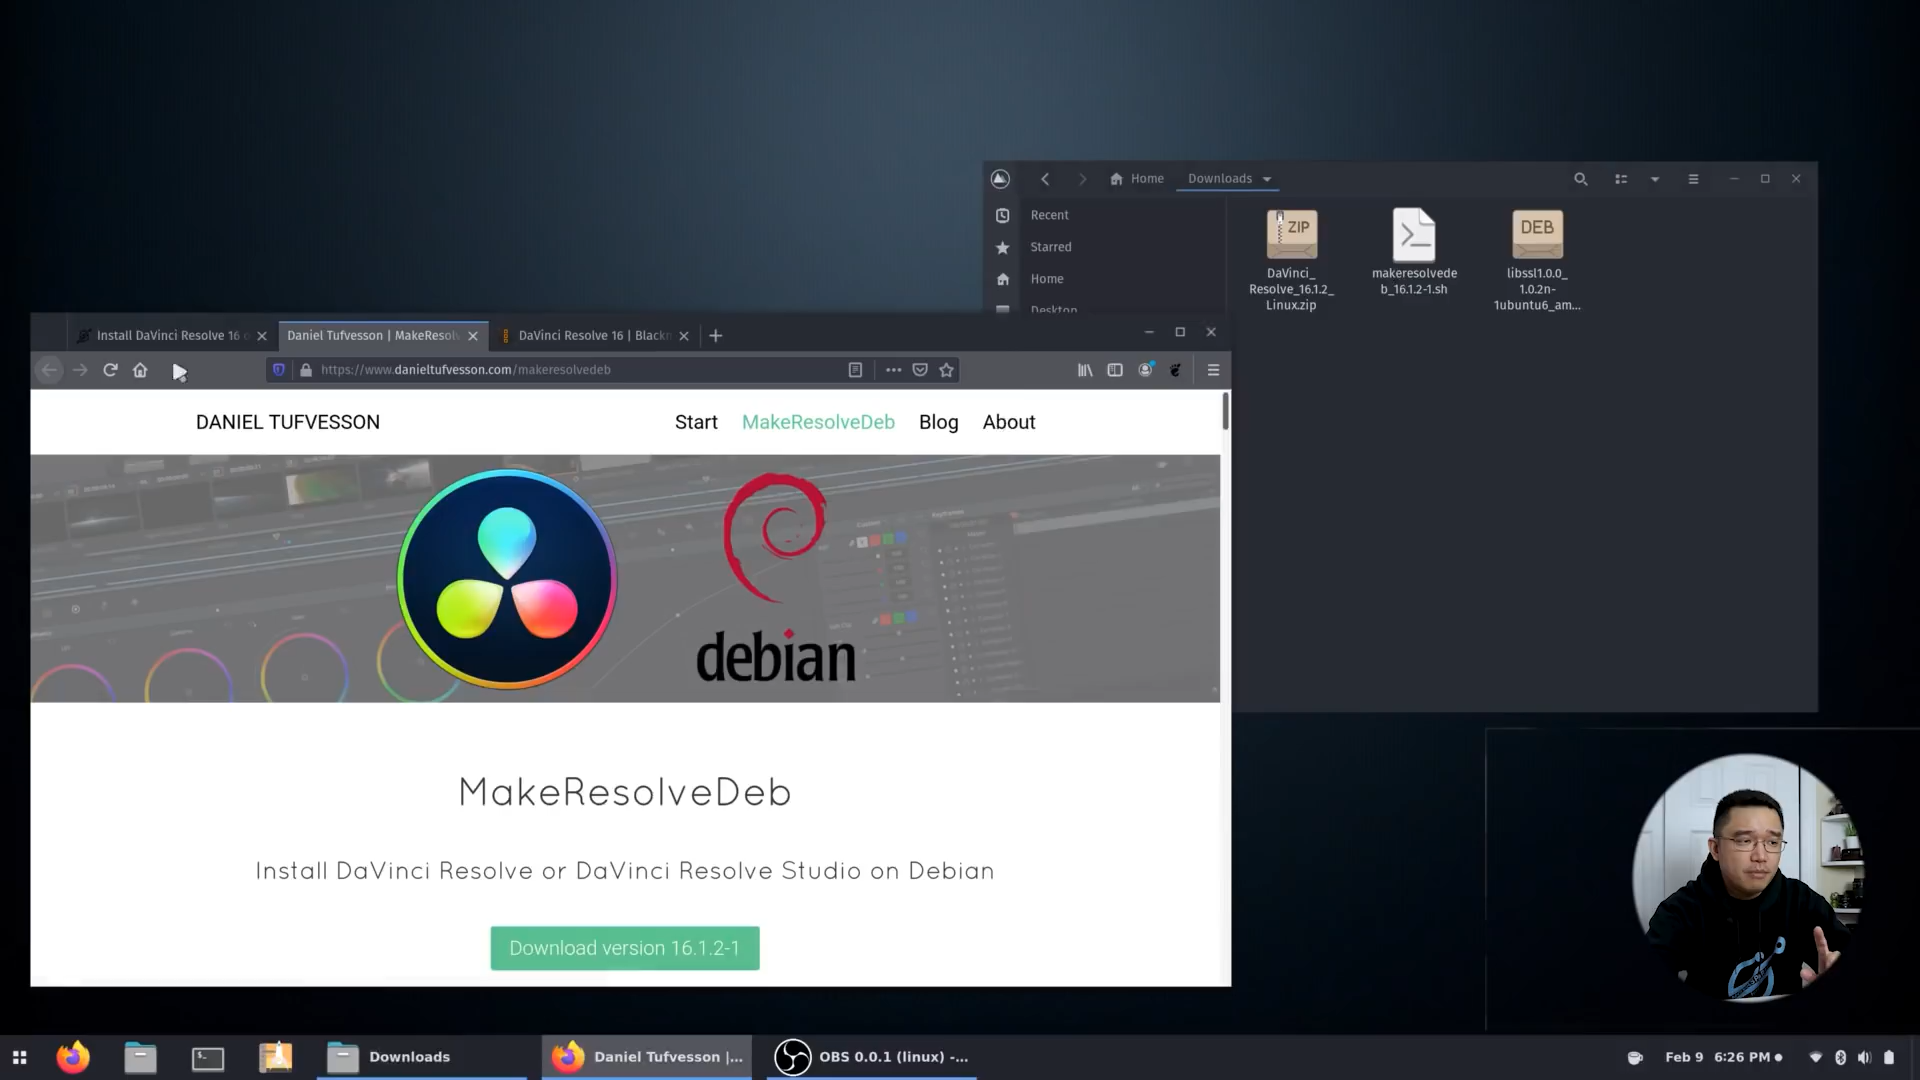 Home
Downloads
Recent
Starred
Home
Desktop
ZIP
DaVinci_
Resolve_16.1.2_
Linux.zip
makeresolvede
b_16.1.2-1.sh
DEB
libssl1.0.0_
1.0.2n-
1ubuntu6_am...
Install DaVinci Resolve 16 o
Daniel Tufvesson | MakeResolv
DaVinci Resolve 16 | Blackm
https://www.danieltufvesson.com/makeresolvedeb
DANIEL TUFVESSON
Start
MakeResolveDeb
Blog
About
debian
MakeResolveDeb
Install DaVinci Resolve or DaVinci Resolve Studio on Debian
Download version 16.1.2-1
Downloads
Daniel Tufvesson |...
OBS 0.0.1 (linux) -...
Feb 9 6:26 PM